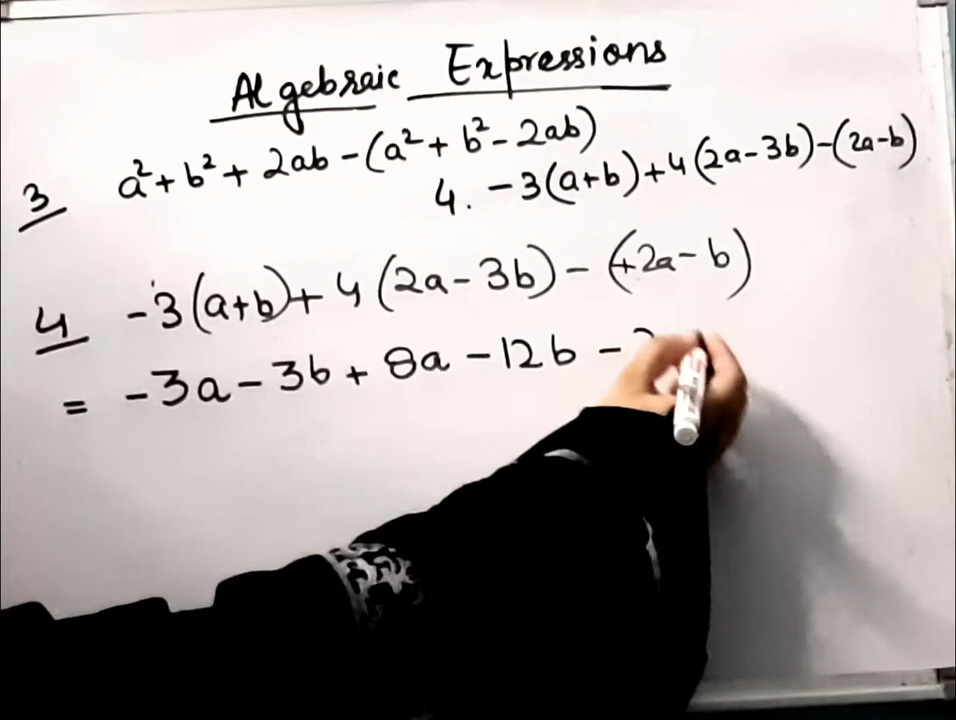 Algebraic Expressions
3 a² + b² + 2ab - (a² + b² - 2ab)
4. -3(a+b)+4(2a-3b)-(2a-b)
4 -3(a+b)+4(2a-3b)-(+2a-b)
= -3a-3b+8a-12b-